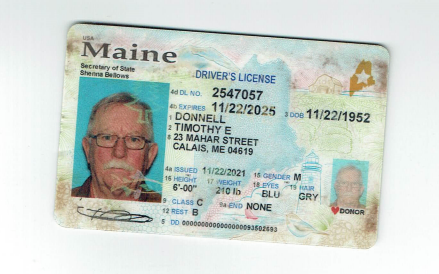 USA
Maine
Secretary of State
Shenna Bellows
DRIVER'S LICENSE
4d DL NO. 2547057
4b EXPIRES 11/22/2025 3 DOB 11/22/1952
1 DONNELL
2 TIMOTHY E
8 23 MAHAR STREET
CALAIS, ME 04619
4a ISSUED 11/22/2021 15 GENDER M
16 HEIGHT 17 WEIGHT 18 EYES 19 HAIR
6'-00" 210 lb BLU GRY
9 CLASS C 9a END NONE
12 REST B
DONOR
5 DD